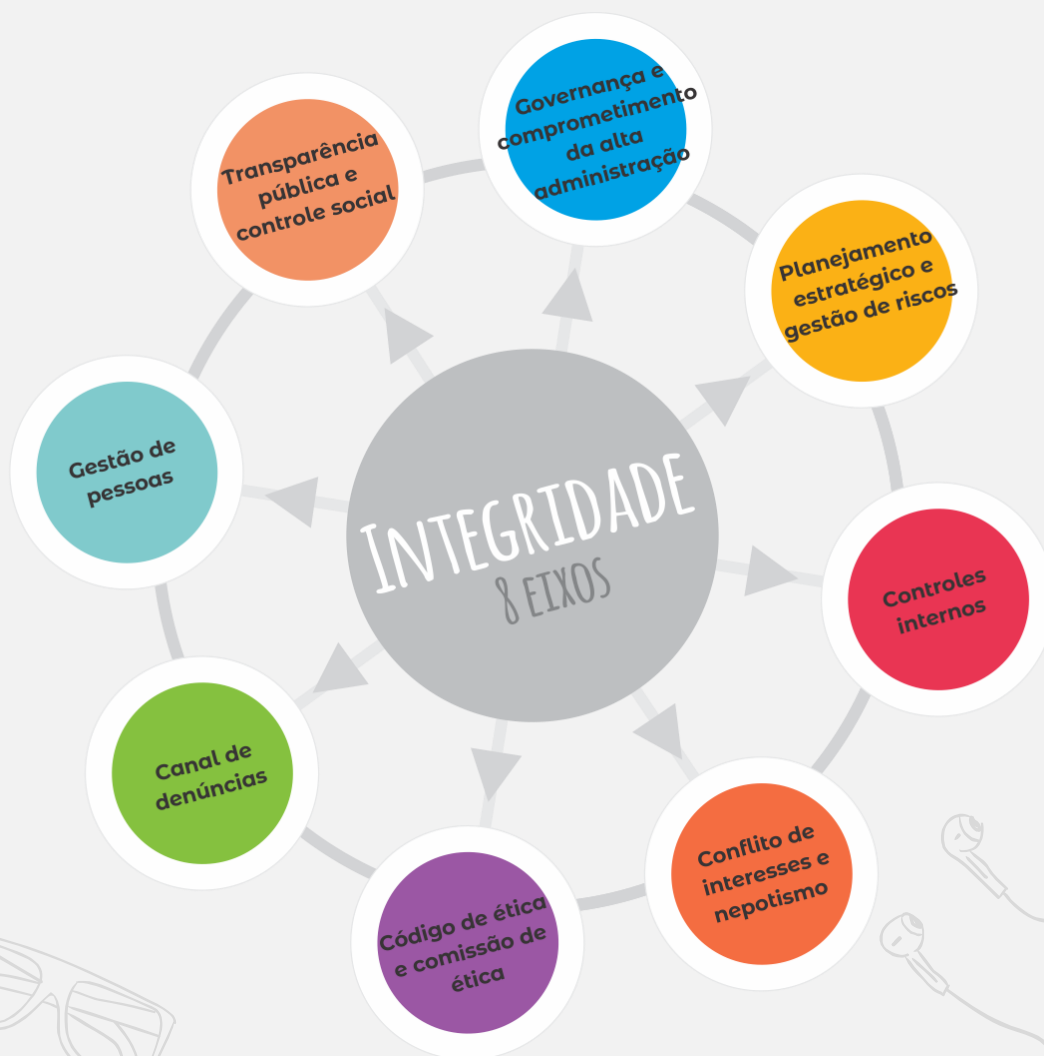 Governança e
comprometimento
da alta
administração
Planejamento
estratégico e
gestão de riscos
Controles
internos
Conflito de
interesses e
nepotismo
Código de ética
e comissão de
ética
Canal de
denúncias
Gestão de
pessoas
Transparência
pública e
controle social
INTEGRIDADE
8 EIXOS